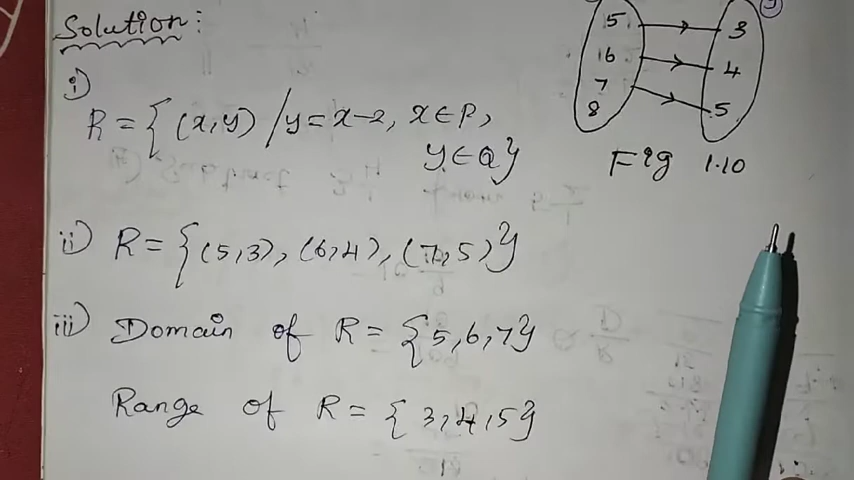 Solution:
i)
R = { (x,y) / y = x-2, x ∈ P,
y ∈ Q }
ii) R = { (5,3), (6,4), (7,5) }
iii) Domain of R = { 5,6,7 }
Range of R = { 3,4,5 }
5 3
6 4
7 5
8
Fig 1.10